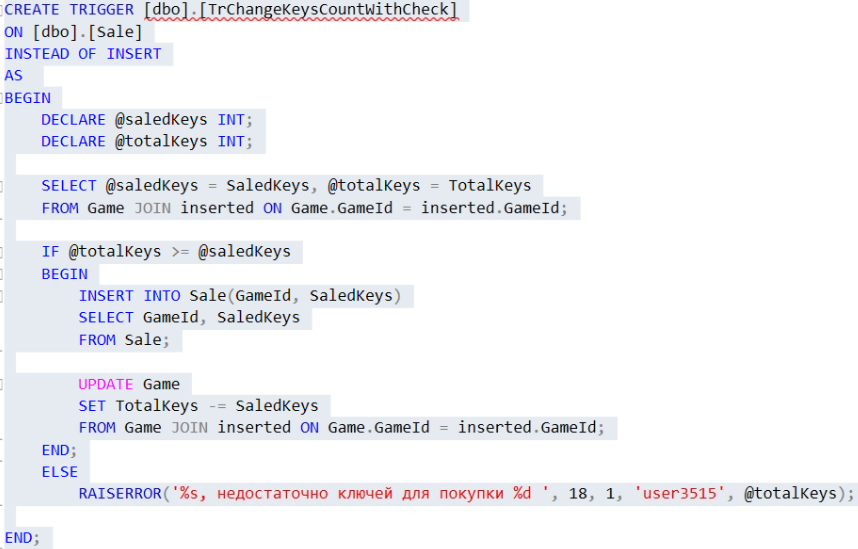 CREATE TRIGGER [dbo].[TrChangeKeysCountWithCheck]
ON [dbo].[Sale]
INSTEAD OF INSERT
AS
BEGIN
DECLARE @saledKeys INT;
DECLARE @totalKeys INT;
SELECT @saledKeys = SaledKeys, @totalKeys = TotalKeys
FROM Game JOIN inserted ON Game.GameId = inserted.GameId;
IF @totalKeys >= @saledKeys
BEGIN
INSERT INTO Sale(GameId, SaledKeys)
SELECT GameId, SaledKeys
FROM Sale;
UPDATE Game
SET TotalKeys -= SaledKeys
FROM Game JOIN inserted ON Game.GameId = inserted.GameId;
END;
ELSE
RAISERROR('%s, недостаточно ключей для покупки %d ', 18, 1, 'user3515', @totalKeys);
END;